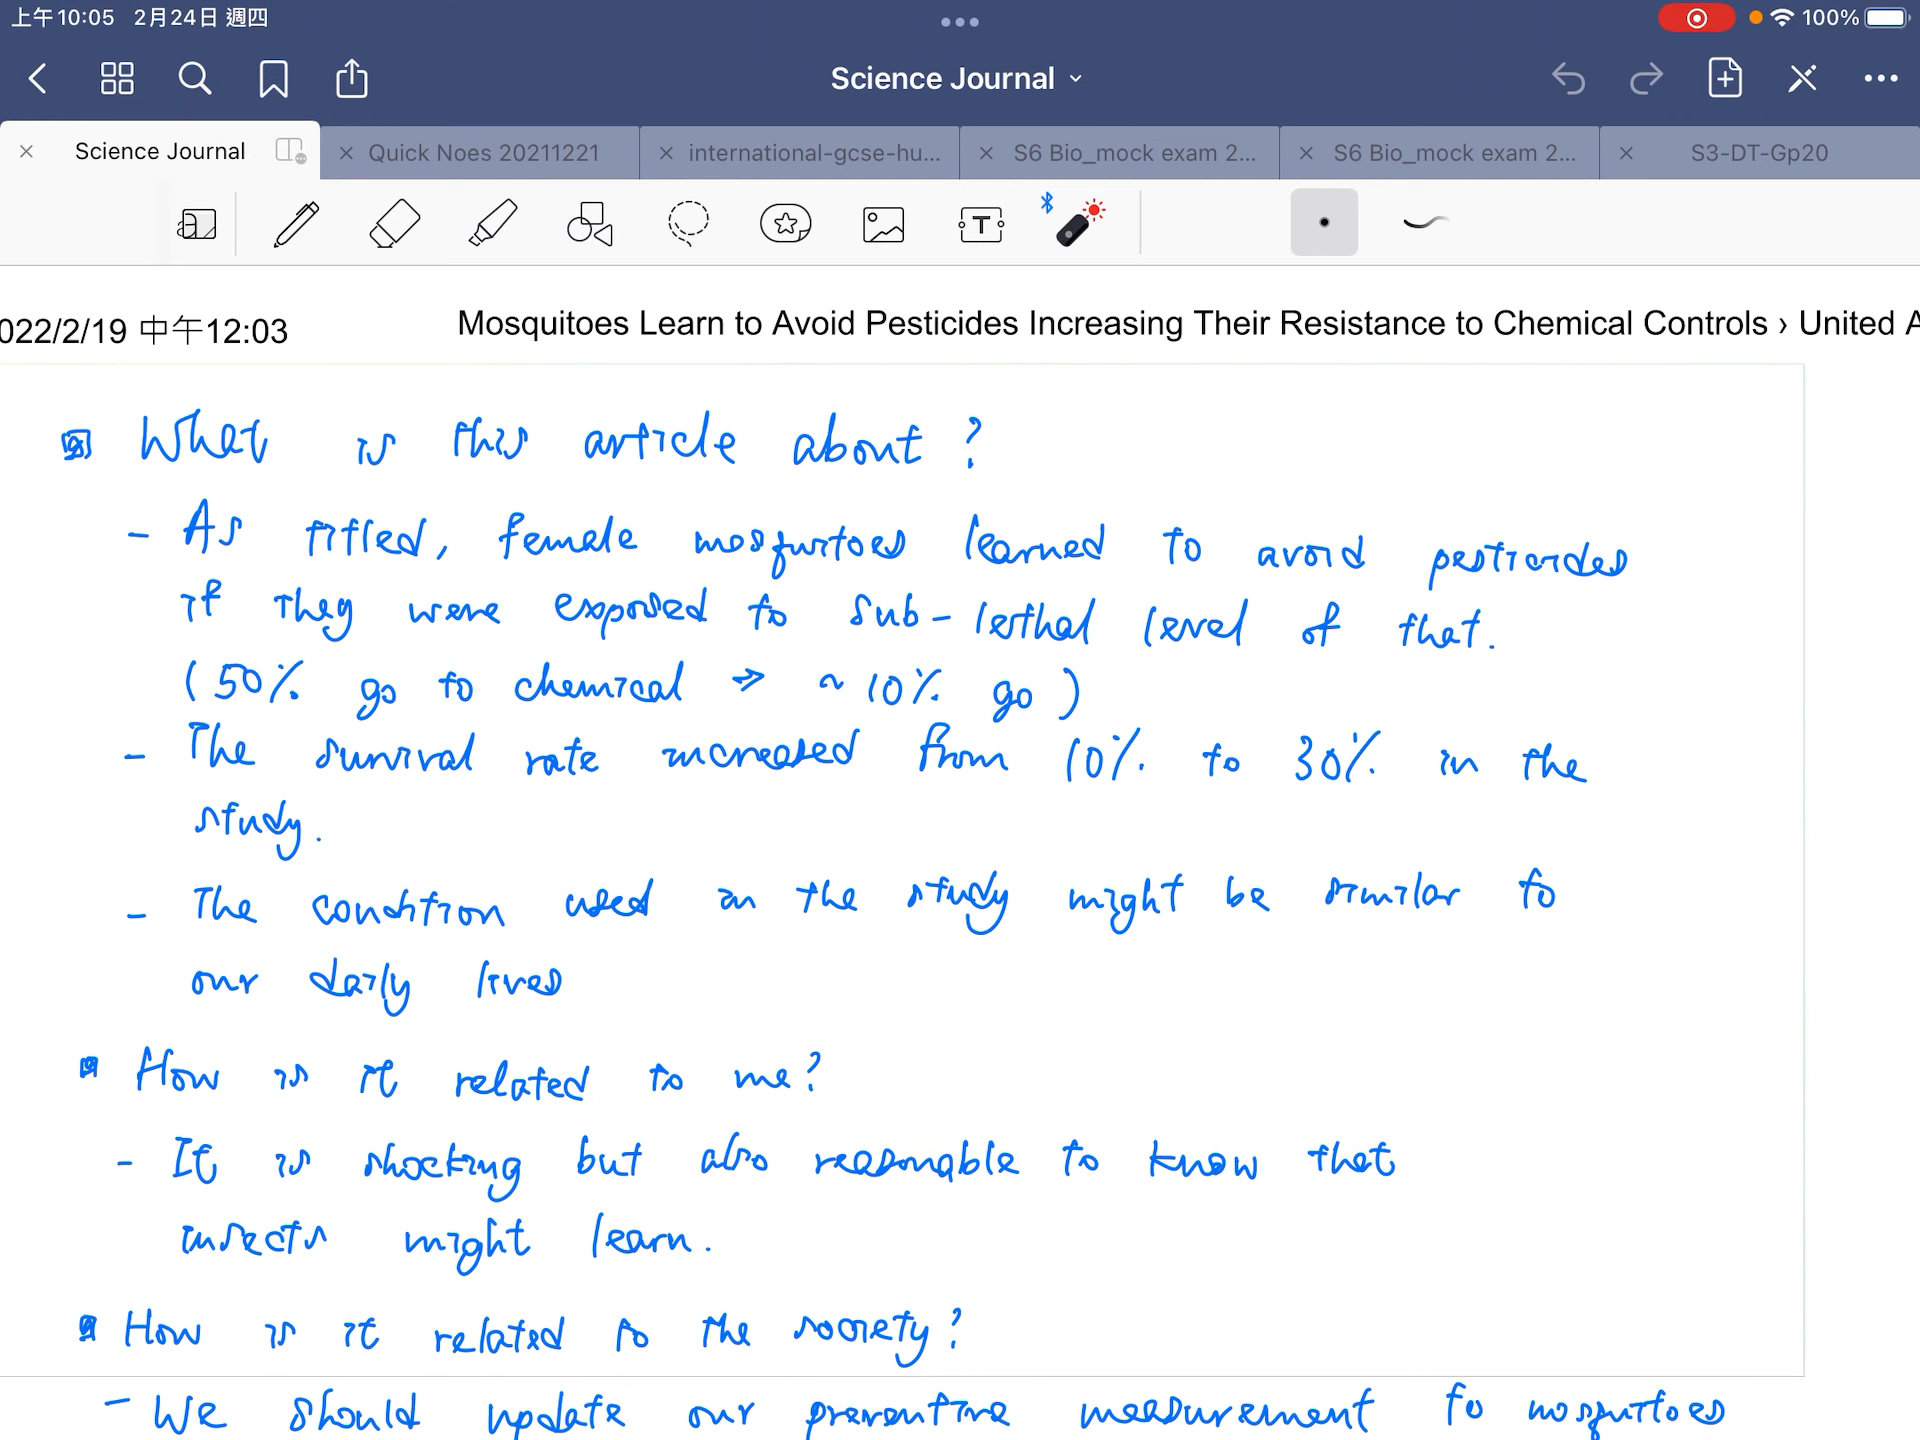 上午10:05 2月24日 週四
100%
Science Journal
Science Journal
Quick Noes 20211221
international-gcse-hu...
S6 Bio_mock exam 2...
S6 Bio_mock exam 2...
S3-DT-Gp20
022/2/19 中午12:03
Mosquitoes Learn to Avoid Pesticides Increasing Their Resistance to Chemical Controls › United A
What is this article about?
- As titled, female mosquitoes learned to avoid pesticides
if they were exposed to sub-lethal level of that.
(50% go to chemical → ~10% go)
- The survival rate increased from 10% to 30% in the
study.
- The condition used in the study might be similar to
our daily lives
How is it related to me?
- It is shocking but also reasonable to know that
insects might learn.
How is it related to the society?
- We should update our preventive measurement to mosquitoes